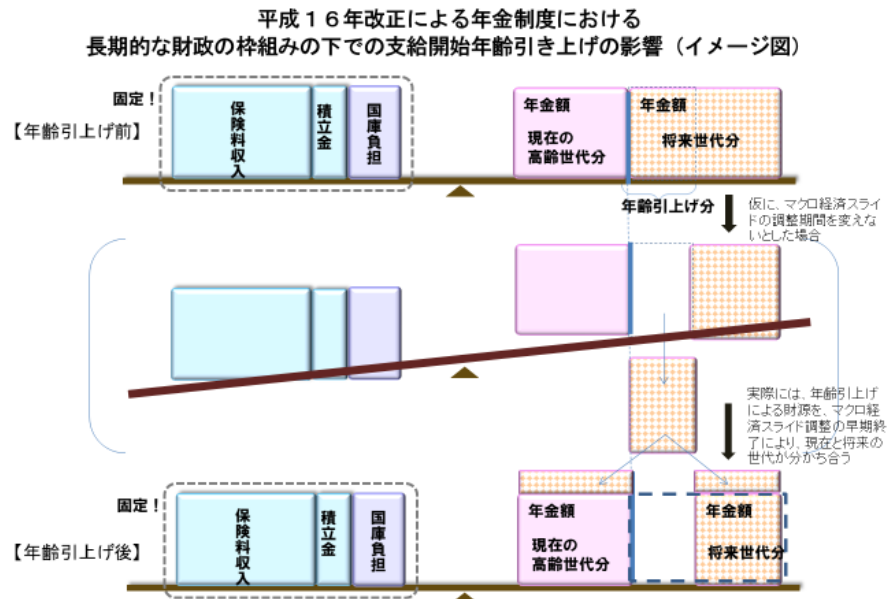 平成１６年改正による年金制度における
長期的な財政の枠組みの下での支給開始年齢引き上げの影響（イメージ図）
固定！
【年齢引上げ前】
保険料収入
積立金
国庫負担
年金額
現在の
高齢世代分
年金額
将来世代分
年齢引上げ分
仮に、マクロ経済スライ
ドの調整期間を変えな
いとした場合
実際には、年齢引上げ
による財源を、マクロ経
済スライド調整の早期終
了により、現在と将来の
世代が分かち合う
固定！
【年齢引上げ後】
保険料収入
積立金
国庫負担
年金額
現在の
高齢世代分
年金額
将来世代分